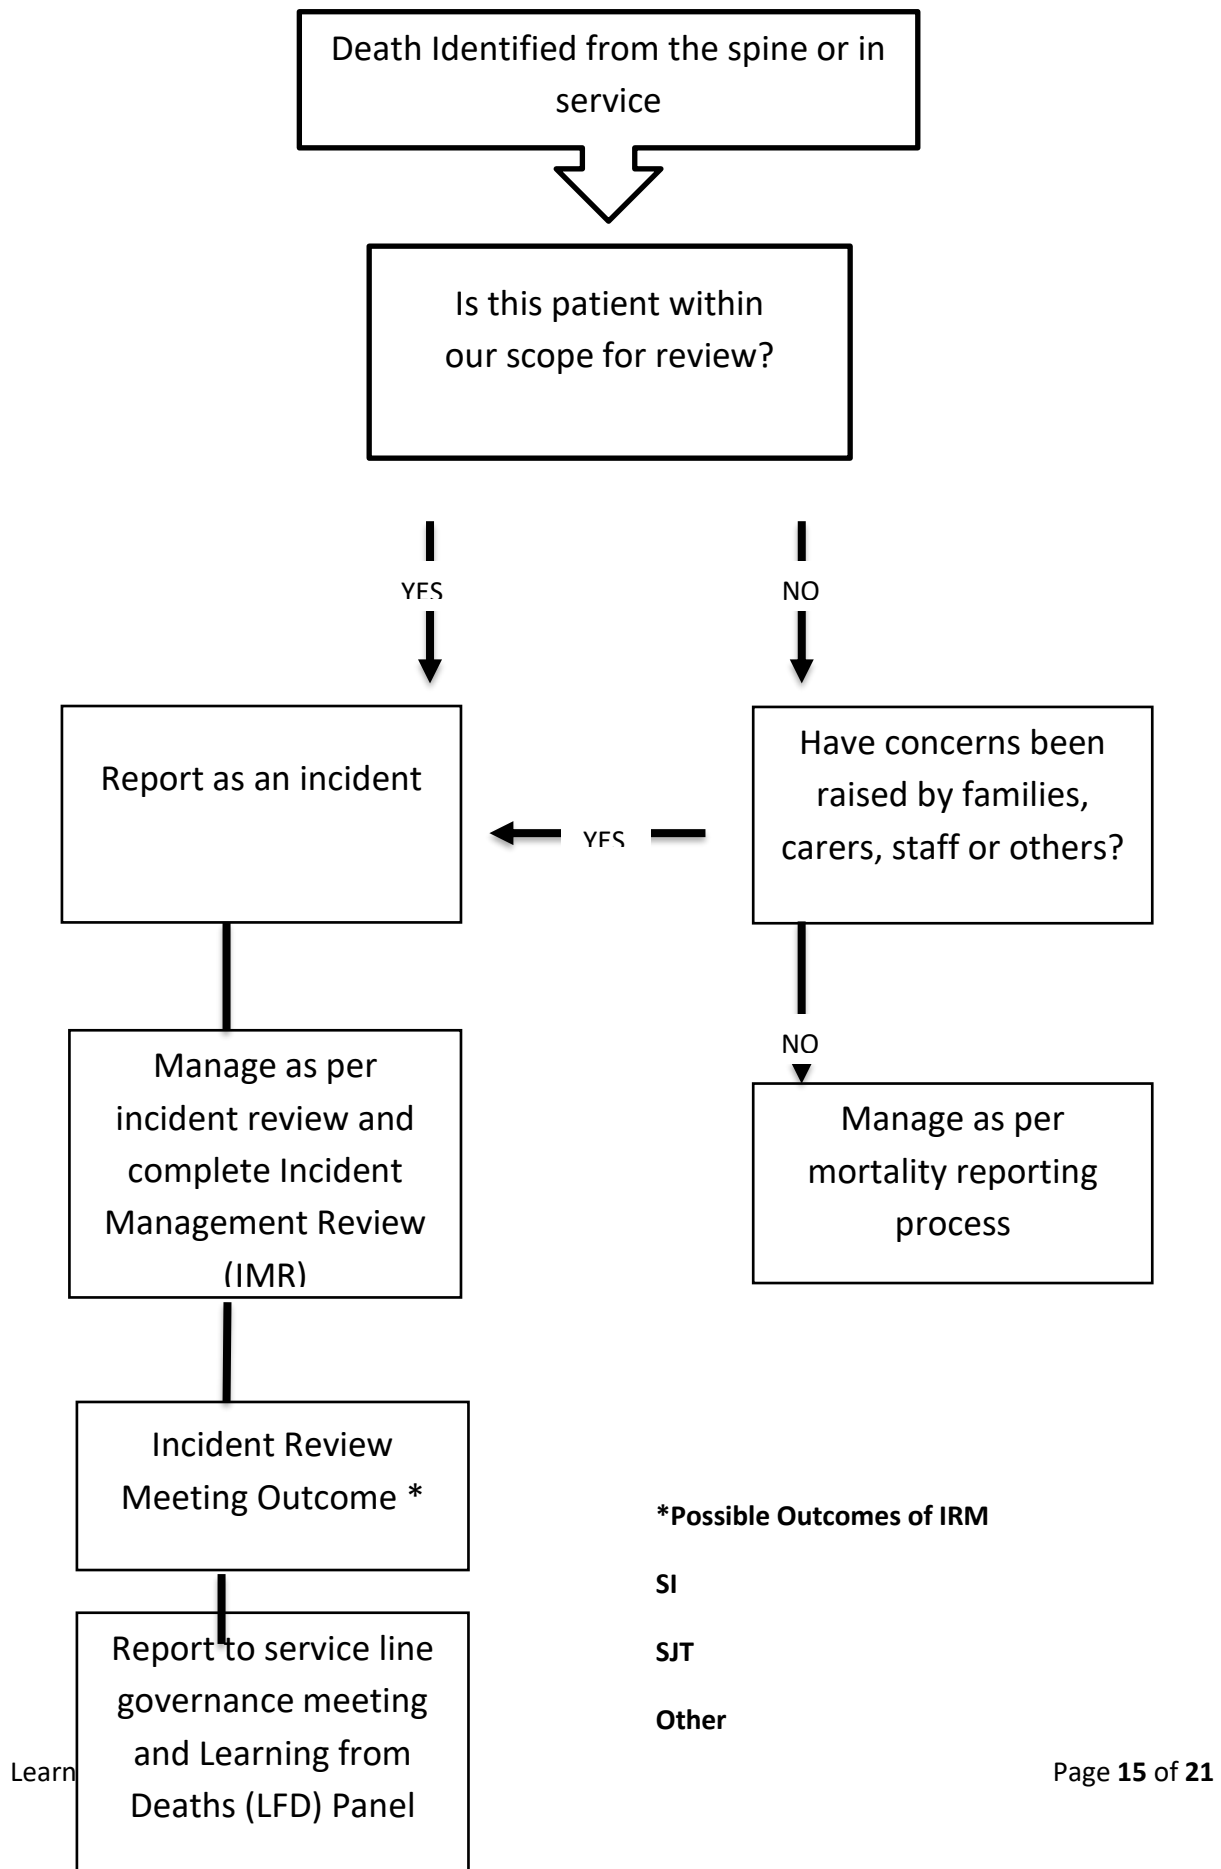 Death Identified from the spine or in
service
Is this patient within
our scope for review?
YES
NO
Report as an incident
Have concerns been
raised by families,
carers, staff or others?
YES
Manage as per
incident review and
complete Incident
Management Review
(IMR)
NO
Manage as per
mortality reporting
process
Incident Review
Meeting Outcome *
*Possible Outcomes of IRM
SI
SJT
Other
Report to service line
governance meeting
and Learning from
Deaths (LFD) Panel
Learn
Page 15 of 21